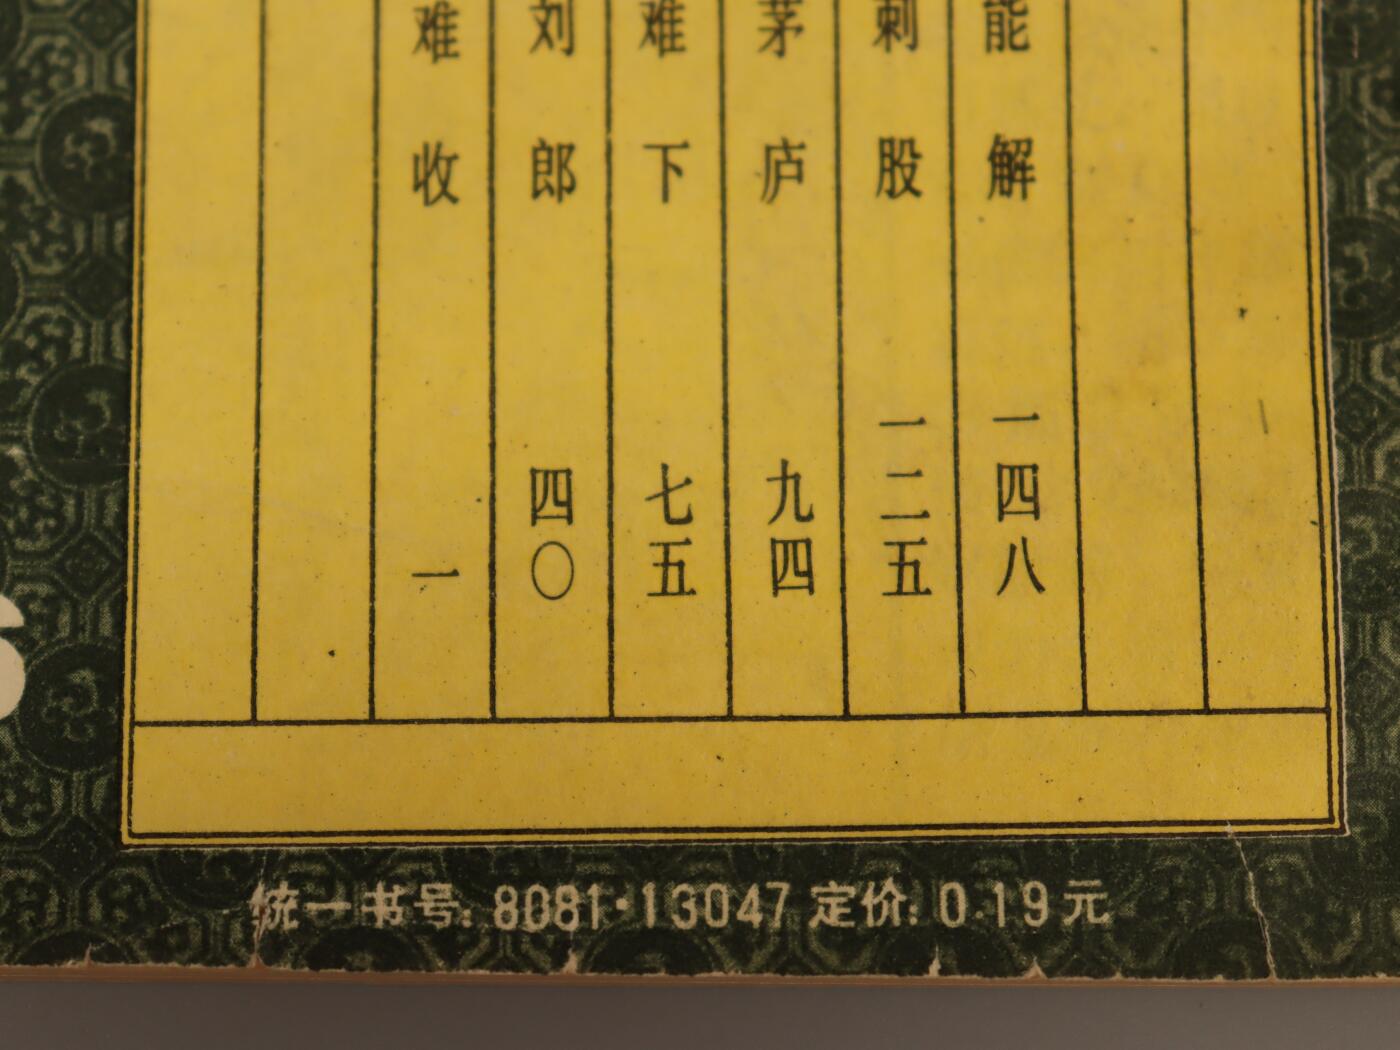 能解 一四八
刺股 一二五
茅庐 九四
难下 七五
刘郎 四〇
难收 一
统一书号: 8081·13047 定价: 0.19元